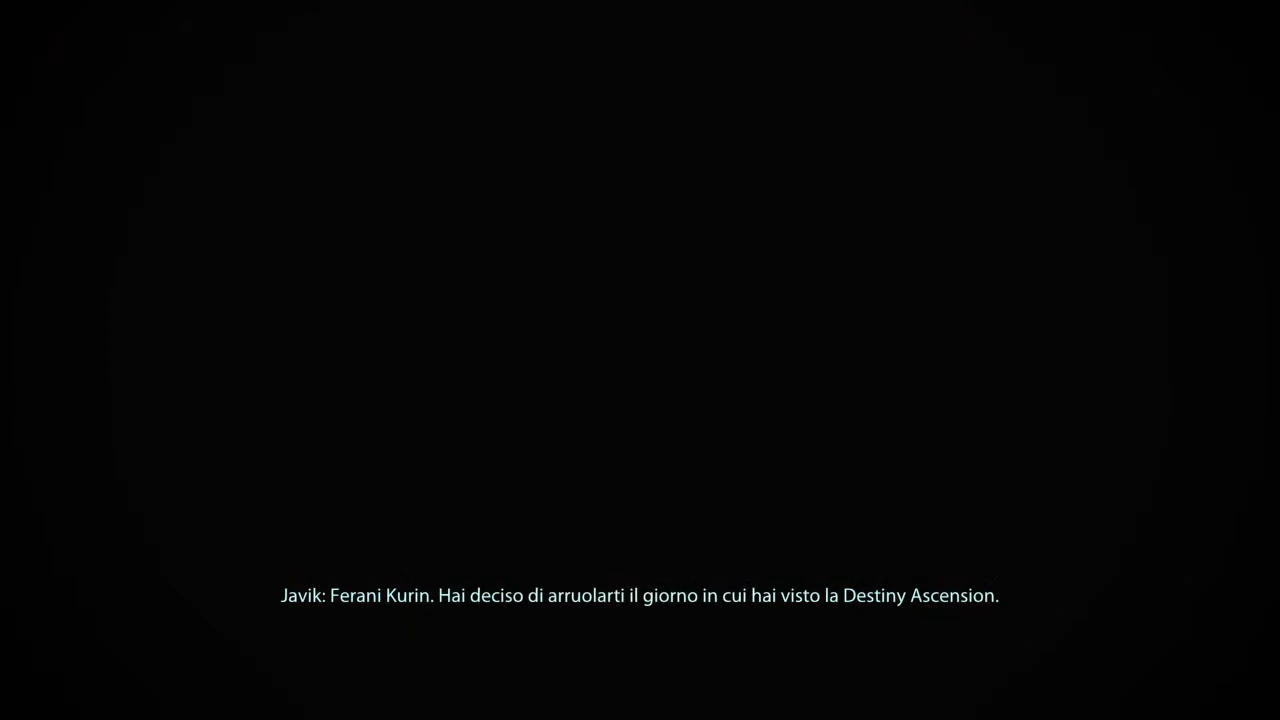 Javik: Ferani Kurin. Hai deciso di arruolarti il giorno in cui hai visto la Destiny Ascension.